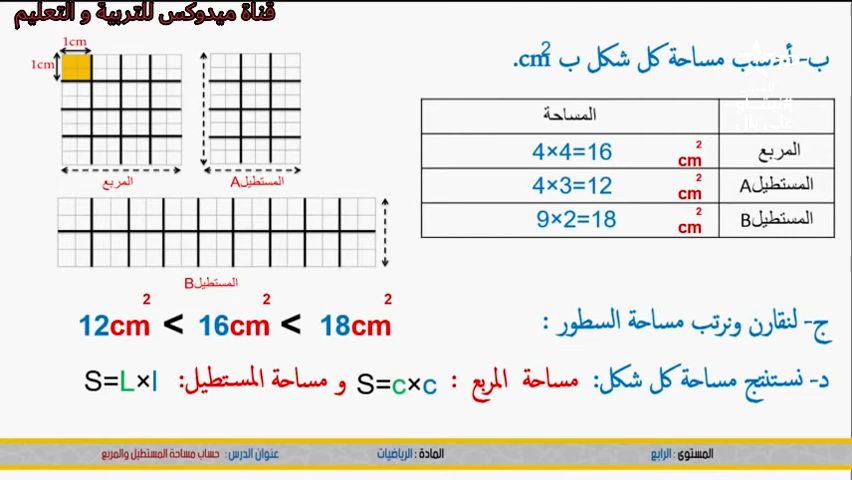 قناة ميدوكس للتربية و التعليم
ب- أحسب مساحة كل شكل ب cm².
1cm
1cm
المربع
المستطيلA
المستطيلB
المساحة
المربع 4×4=16 cm²
المستطيلA 4×3=12 cm²
المستطيلB 9×2=18 cm²
ج- لنقارن ونرتب مساحة السطور :
12cm² < 16cm² < 18cm²
د- نستنتج مساحة كل شكل: مساحة المربع : S=c×c و مساحة المستطيل: S=L×l
المستوى : الرابع
المادة : الرياضيات
عنوان الدرس : حساب مساحة المستطيل والمربع